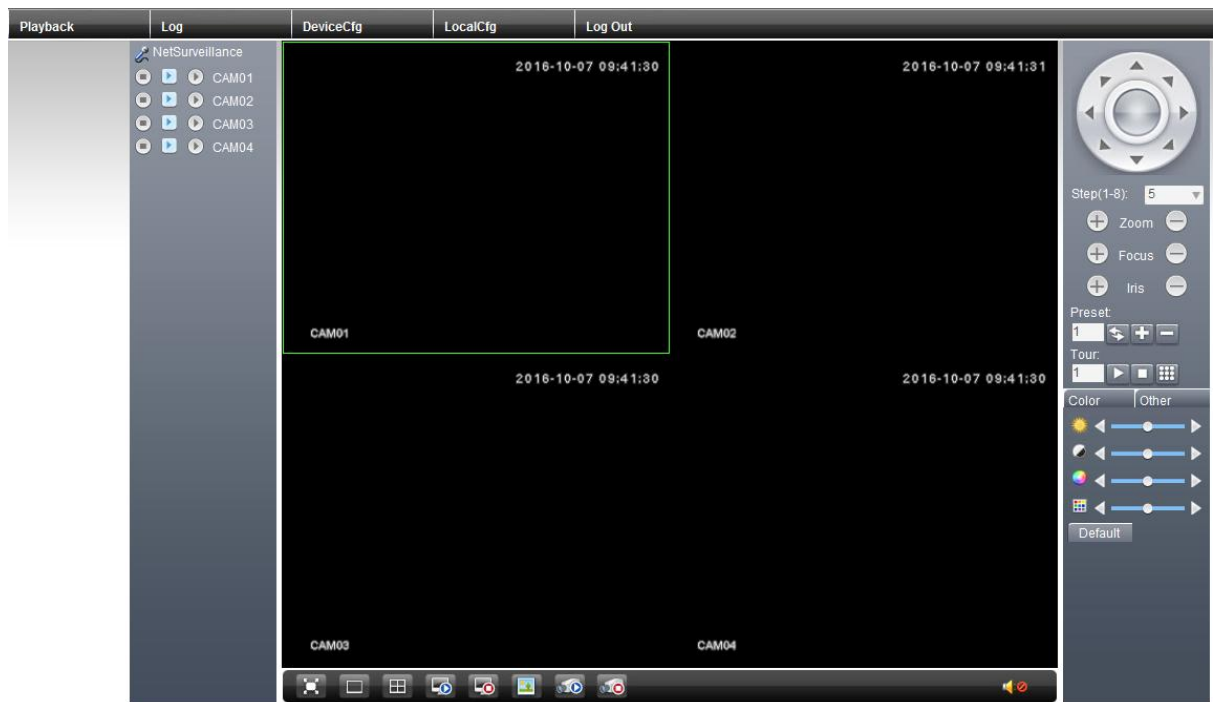 Playback Log DeviceCfg LocalCfg Log Out
NetSurveillance
CAM01
CAM02
CAM03
CAM04
2016-10-07 09:41:30
CAM01
2016-10-07 09:41:31
CAM02
2016-10-07 09:41:30
CAM03
2016-10-07 09:41:30
CAM04
Step(1-8): 5
Zoom
Focus
Iris
Preset:
1
Tour:
1
Color Other
Default